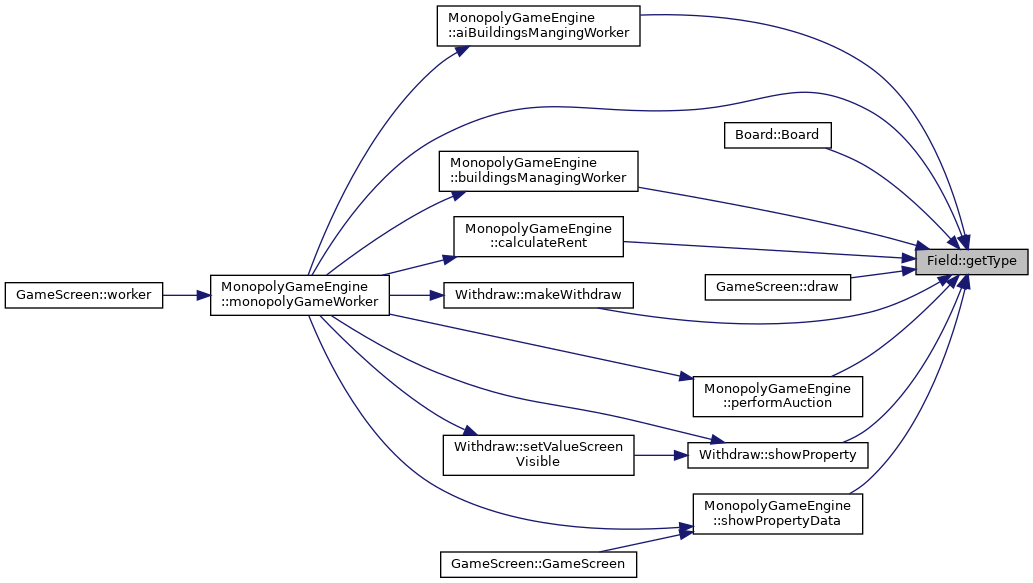 MonopolyGameEngine
::aiBuildingsMangingWorker
Board::Board
MonopolyGameEngine
::buildingsManagingWorker
MonopolyGameEngine
::calculateRent
Field::getType
GameScreen::draw
MonopolyGameEngine
::monopolyGameWorker
GameScreen::worker
Withdraw::makeWithdraw
MonopolyGameEngine
::performAuction
Withdraw::setValueScreen
Visible
Withdraw::showProperty
MonopolyGameEngine
::showPropertyData
GameScreen::GameScreen